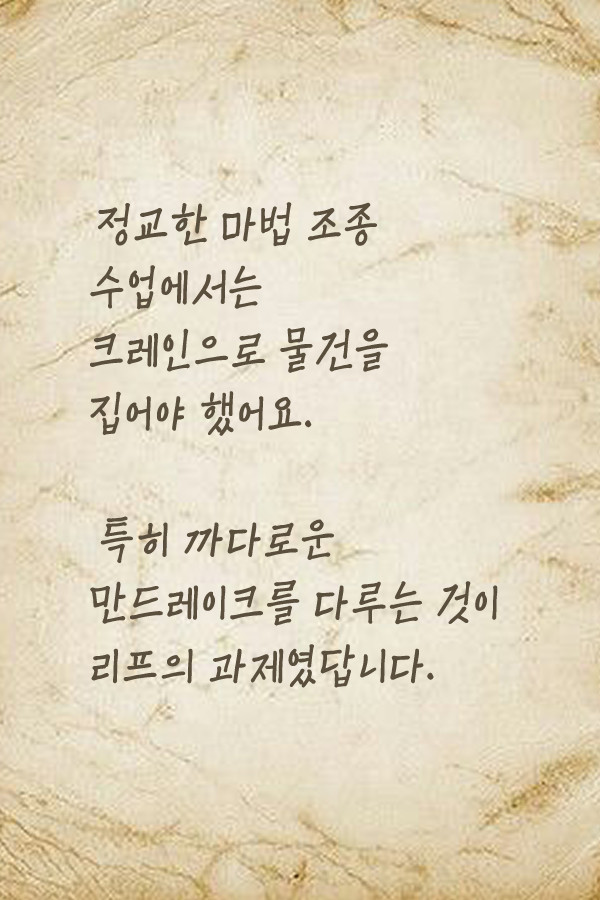 정교한 마법 조종
수업에서는
크레인으로 물건을
집어야 했어요.
특히 까다로운
만드레이크를 다루는 것이
리프의 과제였답니다.